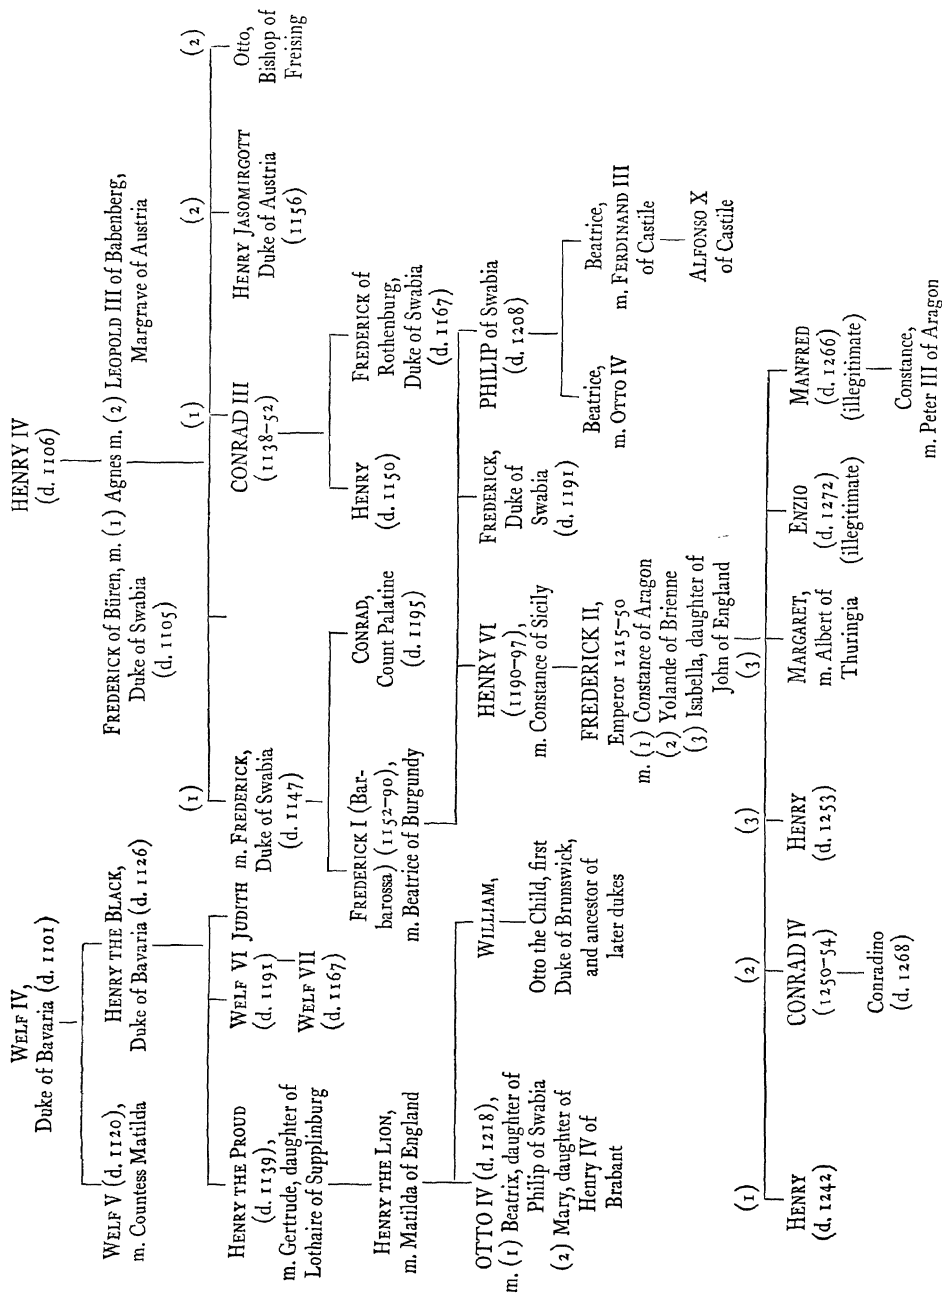 WELF IV,
Duke of Bavaria (d. 1101)
HENRY IV
(d. 1106)
WELF V (d. 1120),
m. Countess Matilda
HENRY THE BLACK,
Duke of Bavaria (d. 1126)
FREDERICK of Büren, m. (1) Agnes m. (2) LEOPOLD III of Babenberg,
Duke of Swabia
(d. 1105)
Margrave of Austria
(1)
(1)
(2)
(2)
HENRY THE PROUD
(d. 1139),
m. Gertrude, daughter of
Lothaire of Supplinburg
WELF VI
(d. 1191)
WELF VII
(d. 1167)
JUDITH m. FREDERICK,
Duke of Swabia
(d. 1147)
CONRAD III
(1138–52)
HENRY JASOMIRGOTT
Duke of Austria
(1156)
Otto,
Bishop of
Freising
HENRY THE LION,
m. Matilda of England
FREDERICK I (Bar-
barossa) (1152–90),
m. Beatrice of Burgundy
CONRAD,
Count Palatine
(d. 1195)
HENRY
(d. 1150)
FREDERICK of
Rothenburg,
Duke of Swabia
(d. 1167)
OTTO IV (d. 1218),
m. (1) Beatrix, daughter of
Philip of Swabia
(2) Mary, daughter of
Henry IV of
Brabant
WILLIAM,
Otto the Child, first
Duke of Brunswick,
and ancestor of
later dukes
HENRY VI
(1190–97),
m. Constance of Sicily
FREDERICK,
Duke of
Swabia
(d. 1191)
PHILIP of Swabia
(d. 1208)
FREDERICK II,
Emperor 1215–50
m. (1) Constance of Aragon
(2) Yolande of Brienne
(3) Isabella, daughter of
John of England
Beatrice,
m. OTTO IV
Beatrice,
m. FERDINAND III
of Castile
ALFONSO X
of Castile
(1)
(2)
(3)
(3)
HENRY
(d. 1242)
CONRAD IV
(1250–54)
Conradino
(d. 1268)
HENRY
(d. 1253)
MARGARET,
m. Albert of
Thuringia
ENZIO
(d. 1272)
(illegitimate)
MANFRED
(d. 1266)
(illegitimate)
Constance,
m. Peter III of Aragon